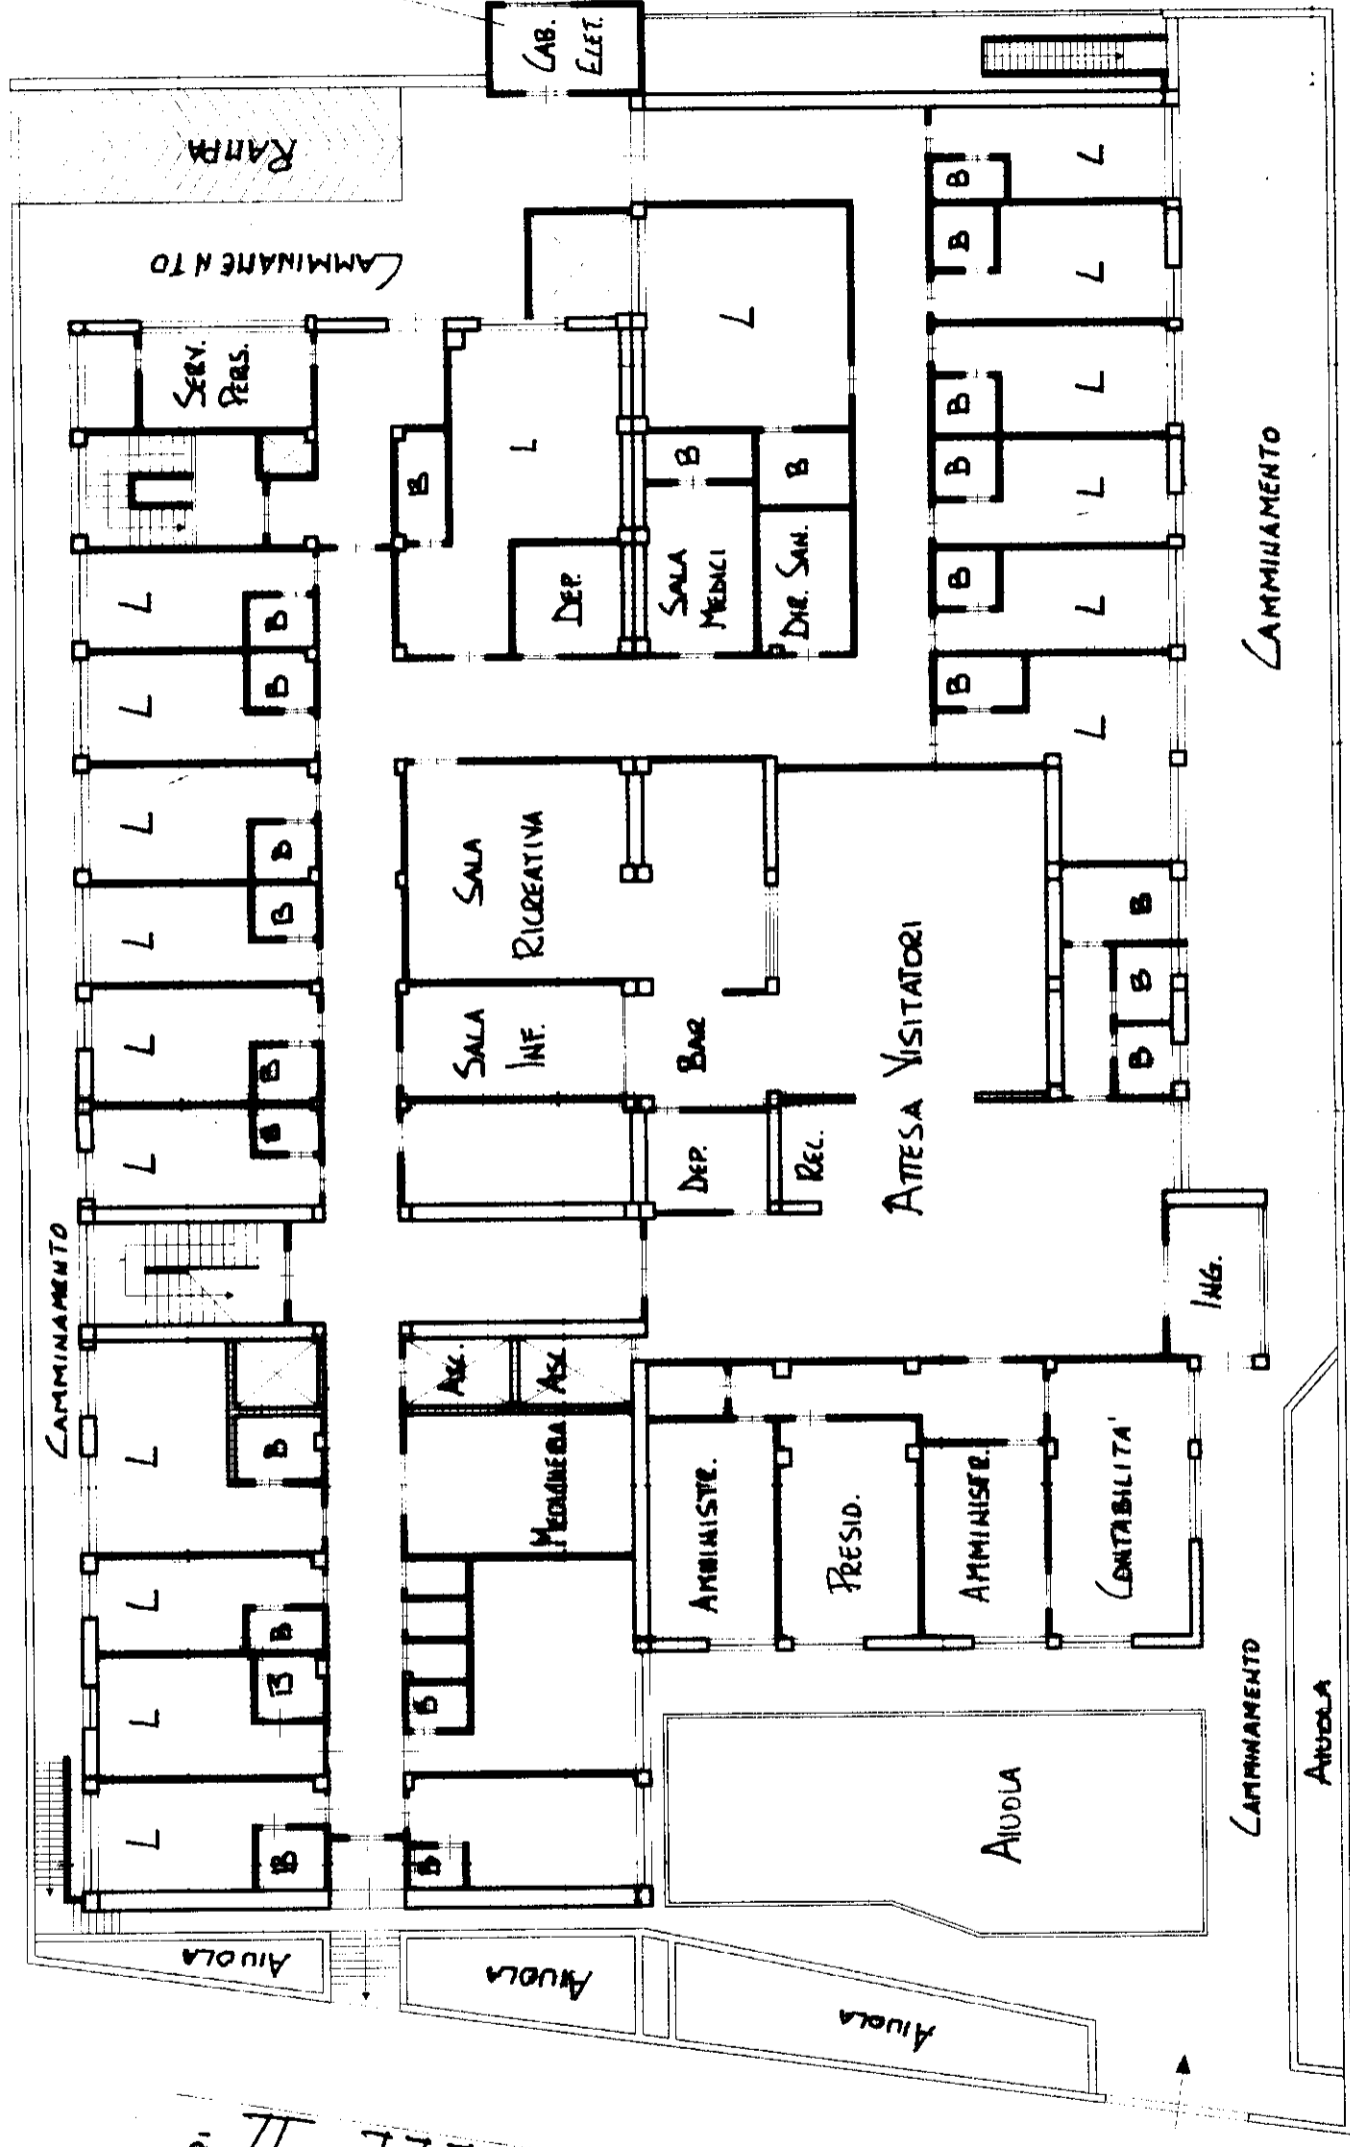 CAB.
ELET.
RAMPA
CAMMINAMENTO
SERV.
PERS.
L
B
L
B
L
B
L
B
L
B
L
B
L
B
L
B
L
B
L
B
L
B
L
B
L
B
L
B
L
B
B
DEP.
SALA
MEDICI
DIR. SAN.
CAMMINAMENTO
SALA
RICREATIVA
SALA
INF.
BAR
ATTESA VISITATORI
B
B
B
DEP.
REC.
CAMMINAMENTO
ING.
ASC.
ASC.
L
B
MEDICHERIA
AMMINISTR.
PRESID.
AMMINISTR.
CONTABILITA'
L
B
L
B
B
L
B
B
AIUOLA
CAMMINAMENTO
AIUOLA
AIUOLA
AIUOLA
AIUOLA